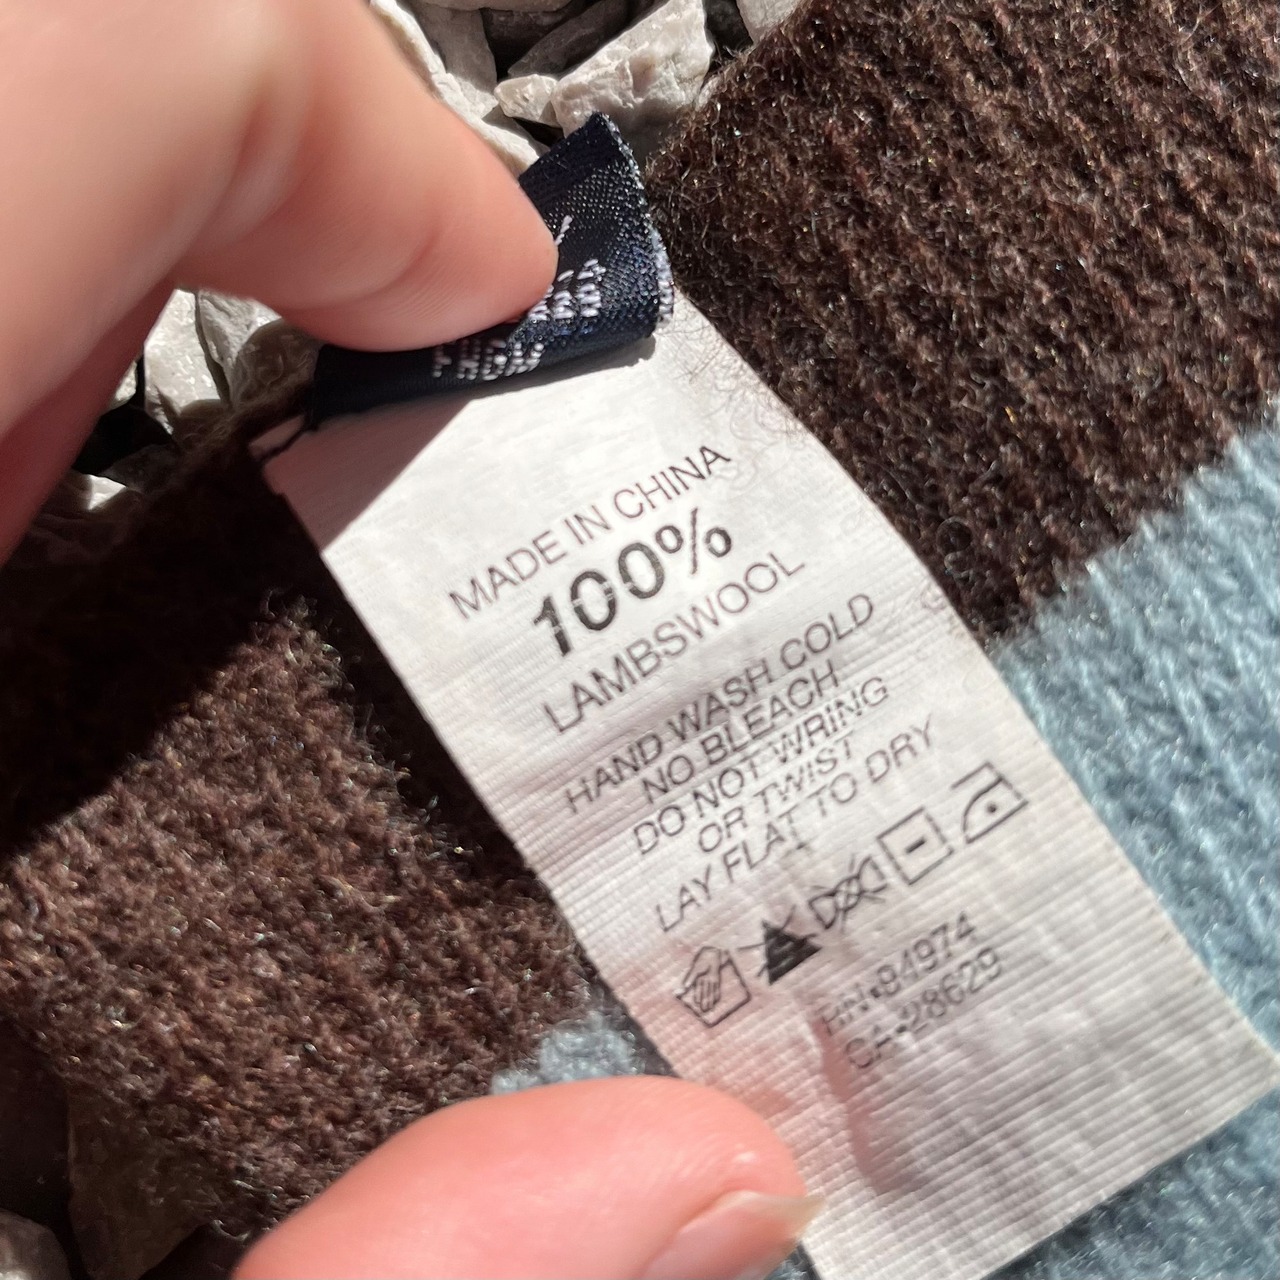 MADE IN CHINA
100%
LAMBSWOOL
HAND WASH COLD
NO BLEACH
DO NOT WRING
OR TWIST
LAY FLAT TO DRY
RN•94974
CA•28629